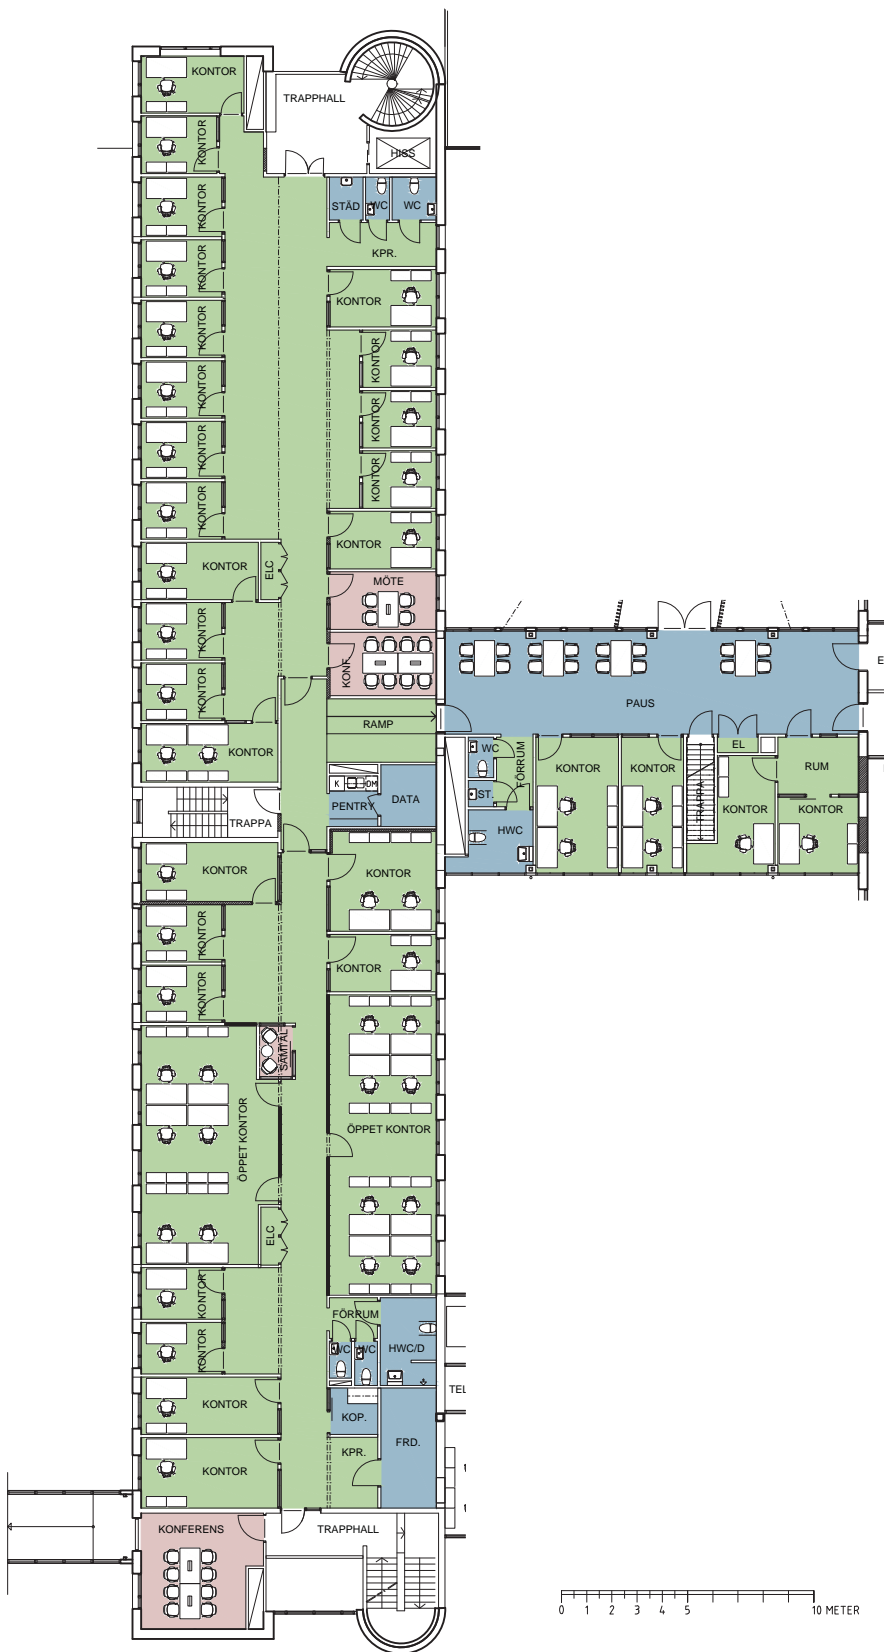 KONTOR
TRAPPHALL
KONTOR
HISS
KONTOR
STÄD
WC
WC
KPR.
KONTOR
KONTOR
KONTOR
KONTOR
KONTOR
KONTOR
KONTOR
KONTOR
KONTOR
KONTOR
KONTOR
KONTOR
ELC
KONTOR
MÖTE
KONTOR
KONF.
KONTOR
PAUS
RAMP
KONTOR
WC
FÖRRUM
KONTOR
KONTOR
EL
RUM
K
DM
PENTRY
DATA
ST.
TRAPPA
KONTOR
KONTOR
TRAPPA
HWC
KONTOR
KONTOR
KONTOR
KONTOR
KONTOR
SAMTAL
ÖPPET KONTOR
ÖPPET KONTOR
ELC
KONTOR
FÖRRUM
KONTOR
WC
WC
HWC/D
KONTOR
KOP.
FRD.
KPR.
KONTOR
KONFERENS
TRAPPHALL
0 1 2 3 4 5 10 METER